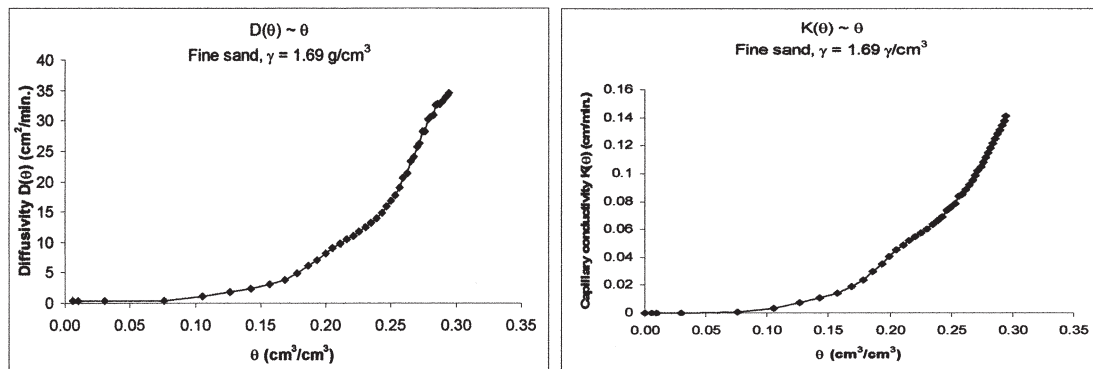 D(θ) ~ θ
Fine sand, γ = 1.69 g/cm³
Diffusivity D(θ) (cm²/min.)
40
35
30
25
20
15
10
5
0
0.00 0.05 0.10 0.15 0.20 0.25 0.30 0.35
θ (cm³/cm³)
K(θ) ~ θ
Fine sand, γ = 1.69 γ/cm³
Capillary conductivity K(θ) (cm/min.)
0.16
0.14
0.12
0.1
0.08
0.06
0.04
0.02
0
0.00 0.05 0.10 0.15 0.20 0.25 0.30 0.35
θ (cm³/cm³)